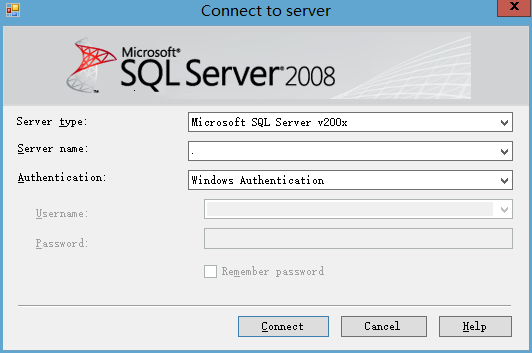 Connect to server
x
Microsoft®
SQL Server®2008
Server type: Microsoft SQL Server v200x
Server name: .
Authentication: Windows Authentication
Username:
Password:
Remember password
Connect Cancel Help